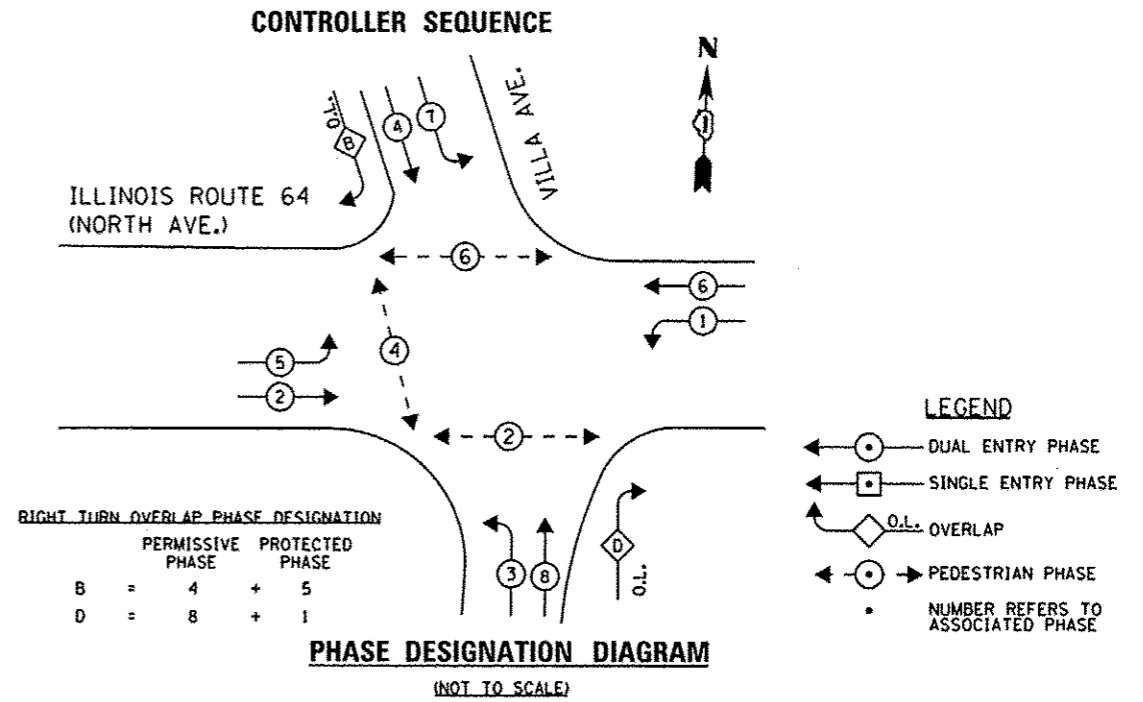 CONTROLLER SEQUENCE
N
O.L.
B
4
7
VILLA AVE.
ILLINOIS ROUTE 64
(NORTH AVE.)
6
6
1
4
5
2
2
LEGEND
DUAL ENTRY PHASE
SINGLE ENTRY PHASE
O.L. OVERLAP
PEDESTRIAN PHASE
NUMBER REFERS TO
ASSOCIATED PHASE
RIGHT TURN OVERLAP PHASE DESIGNATION
PERMISSIVE PROTECTED
PHASE PHASE
B = 4 + 5
D = 8 + 1
3
8
D
O.L.
PHASE DESIGNATION DIAGRAM
(NOT TO SCALE)